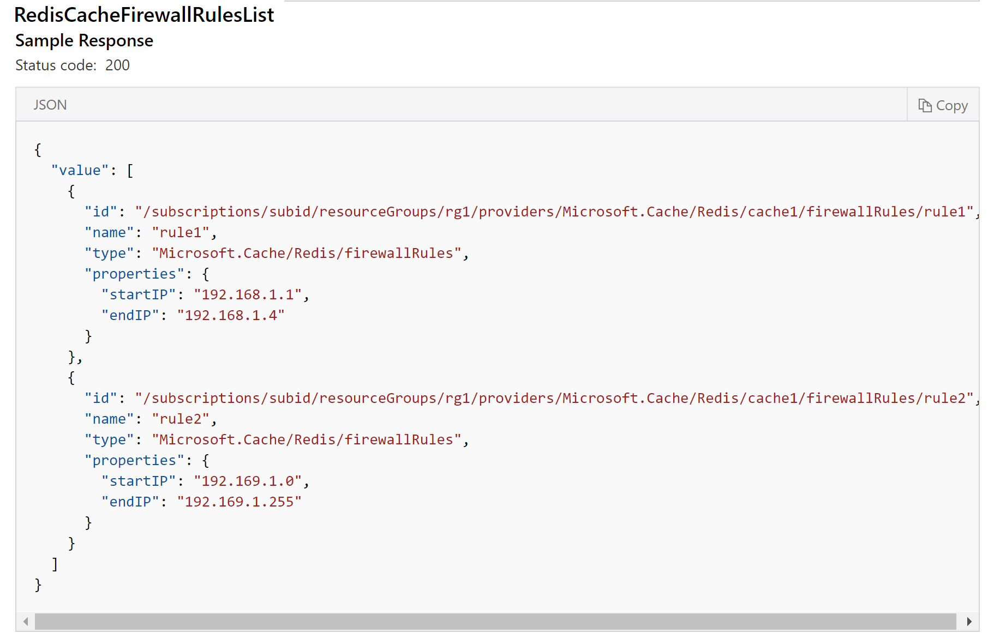 RedisCacheFirewallRulesList
Sample Response
Status code: 200
JSON
Copy
{
  "value": [
    {
      "id": "/subscriptions/subid/resourceGroups/rg1/providers/Microsoft.Cache/Redis/cache1/firewallRules/rule1",
      "name": "rule1",
      "type": "Microsoft.Cache/Redis/firewallRules",
      "properties": {
        "startIP": "192.168.1.1",
        "endIP": "192.168.1.4"
      }
    },
    {
      "id": "/subscriptions/subid/resourceGroups/rg1/providers/Microsoft.Cache/Redis/cache1/firewallRules/rule2",
      "name": "rule2",
      "type": "Microsoft.Cache/Redis/firewallRules",
      "properties": {
        "startIP": "192.169.1.0",
        "endIP": "192.169.1.255"
      }
    }
  ]
}